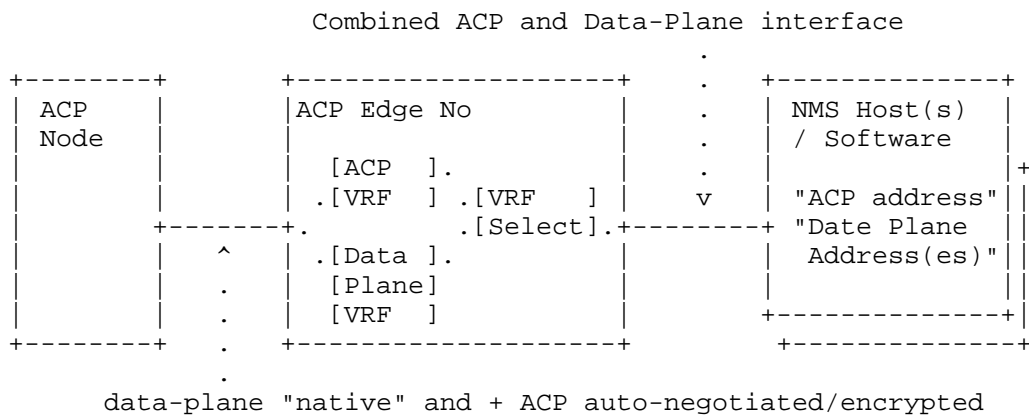 Combined ACP and Data-Plane interface
ACP
Node
ACP Edge No
[ACP ].
.[VRF ] .[VRF ]
.[Select].
.[Data ].
[Plane]
[VRF ]
v
^
NMS Host(s)
/ Software
"ACP address"
"Date Plane
Address(es)"
data-plane "native" and + ACP auto-negotiated/encrypted